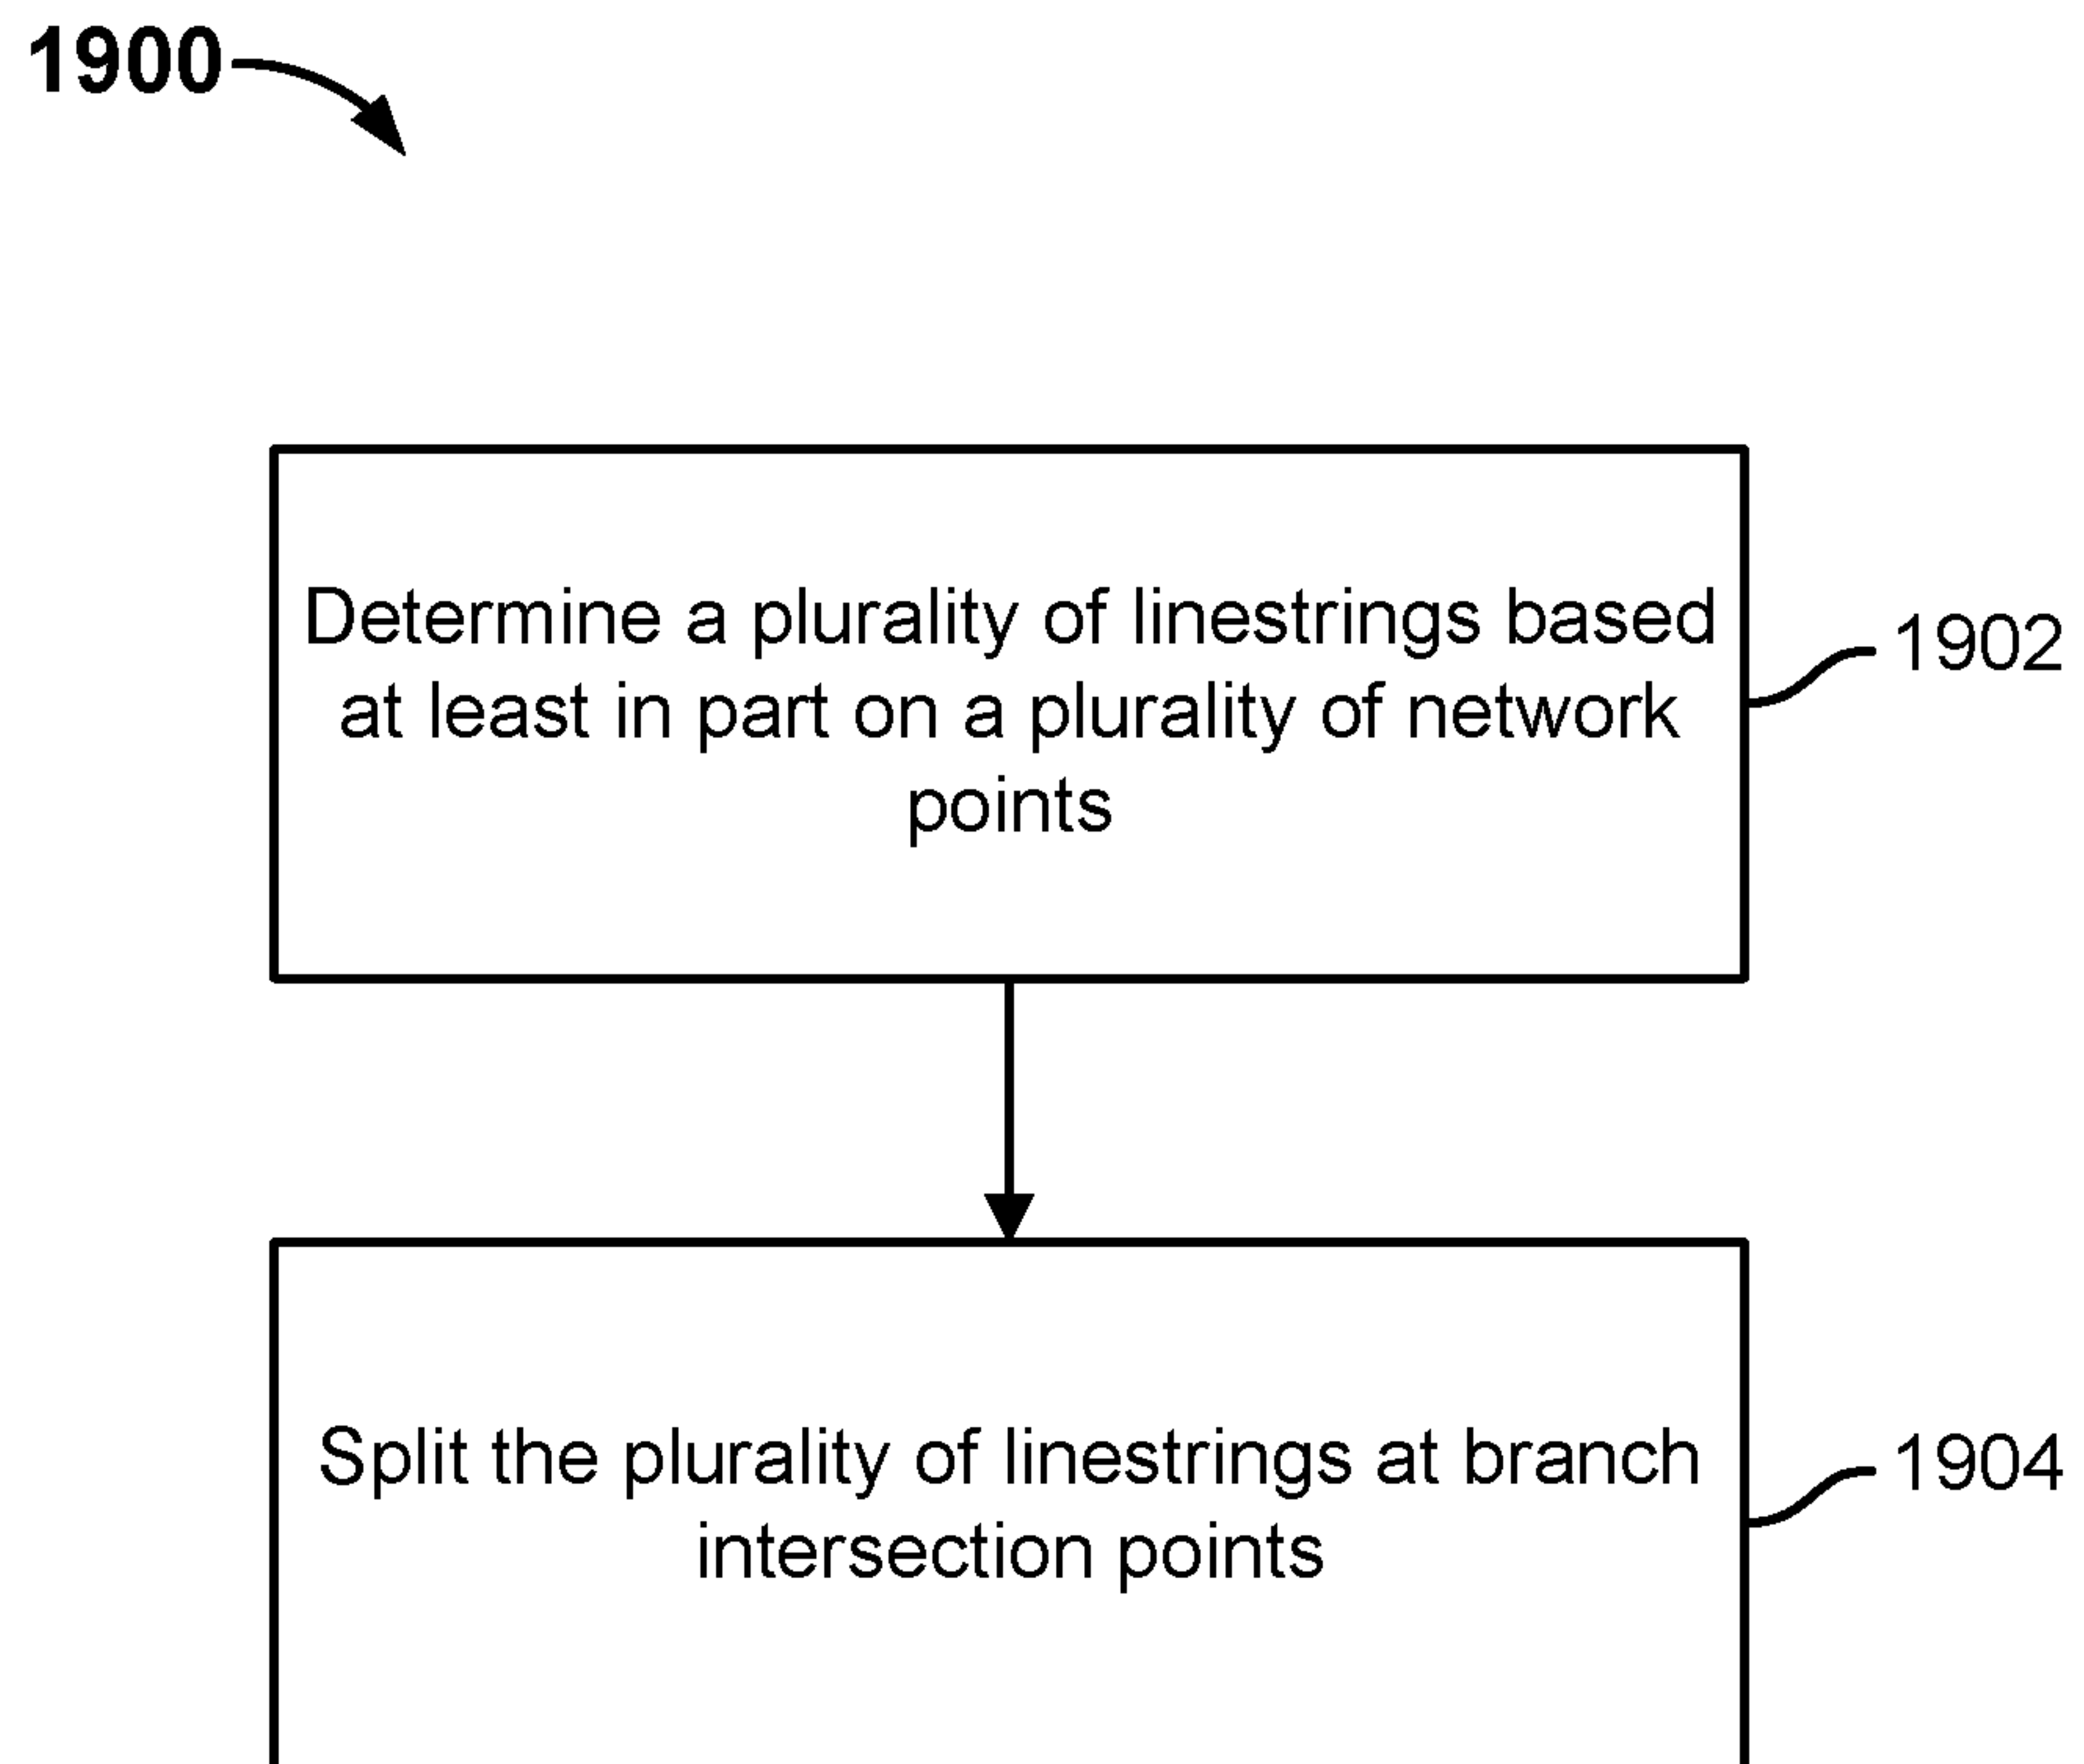 1900
Determine a plurality of linestrings based
at least in part on a plurality of network
points
1902
Split the plurality of linestrings at branch
intersection points
1904